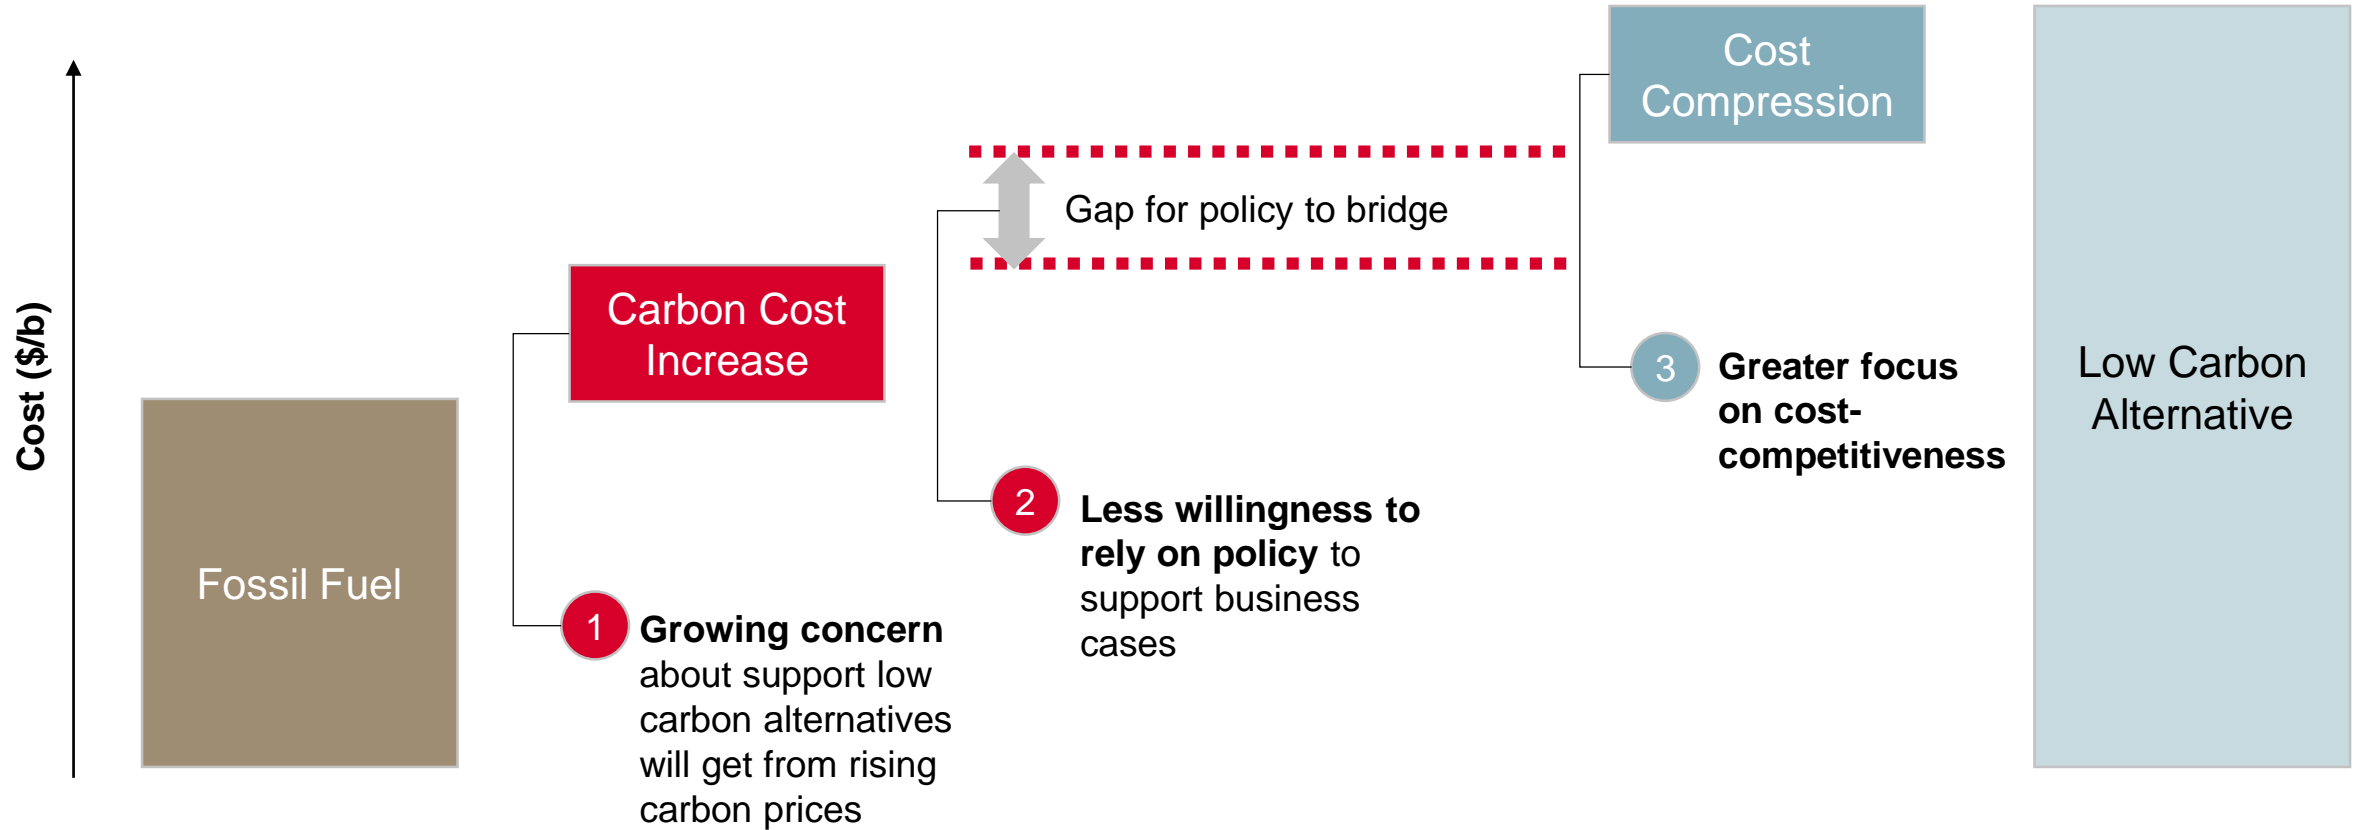 Cost ($/b)
Fossil Fuel
Carbon Cost
Increase
1
Growing concern
about support low
carbon alternatives
will get from rising
carbon prices
Gap for policy to bridge
2
Less willingness to
rely on policy to
support business
cases
Cost
Compression
3
Greater focus
on cost-
competitiveness
Low Carbon
Alternative